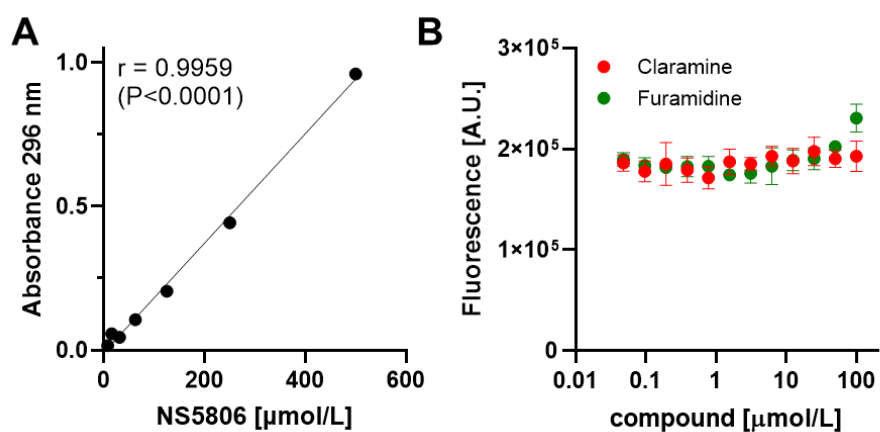 A
r = 0.9959
(P<0.0001)
Absorbance 296 nm
1.0
0.5
0.0
0
200
400
600
NS5806 [µmol/L]
B
Claramine
Furamidine
Fluorescence [A.U.]
3×10⁵
2×10⁵
1×10⁵
0
0.01
0.1
1
10
100
compound [µmol/L]